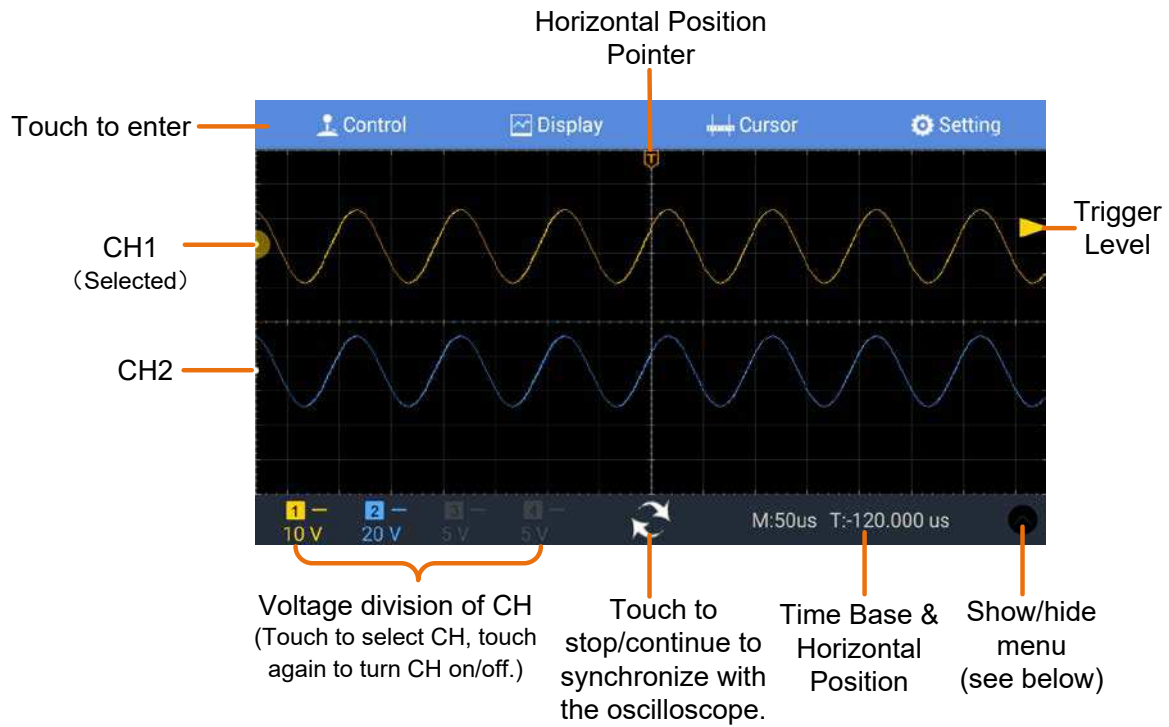 Horizontal Position
Pointer
Touch to enter
Control
Display
Cursor
Setting
T
CH1
（Selected）
Trigger
Level
CH2
1
2
3
4
10 V
20 V
5 V
5 V
M:50us T:-120.000 us
Voltage division of CH
(Touch to select CH, touch
again to turn CH on/off.)
Touch to
stop/continue to
synchronize with
the oscilloscope.
Time Base &
Horizontal
Position
Show/hide
menu
(see below)